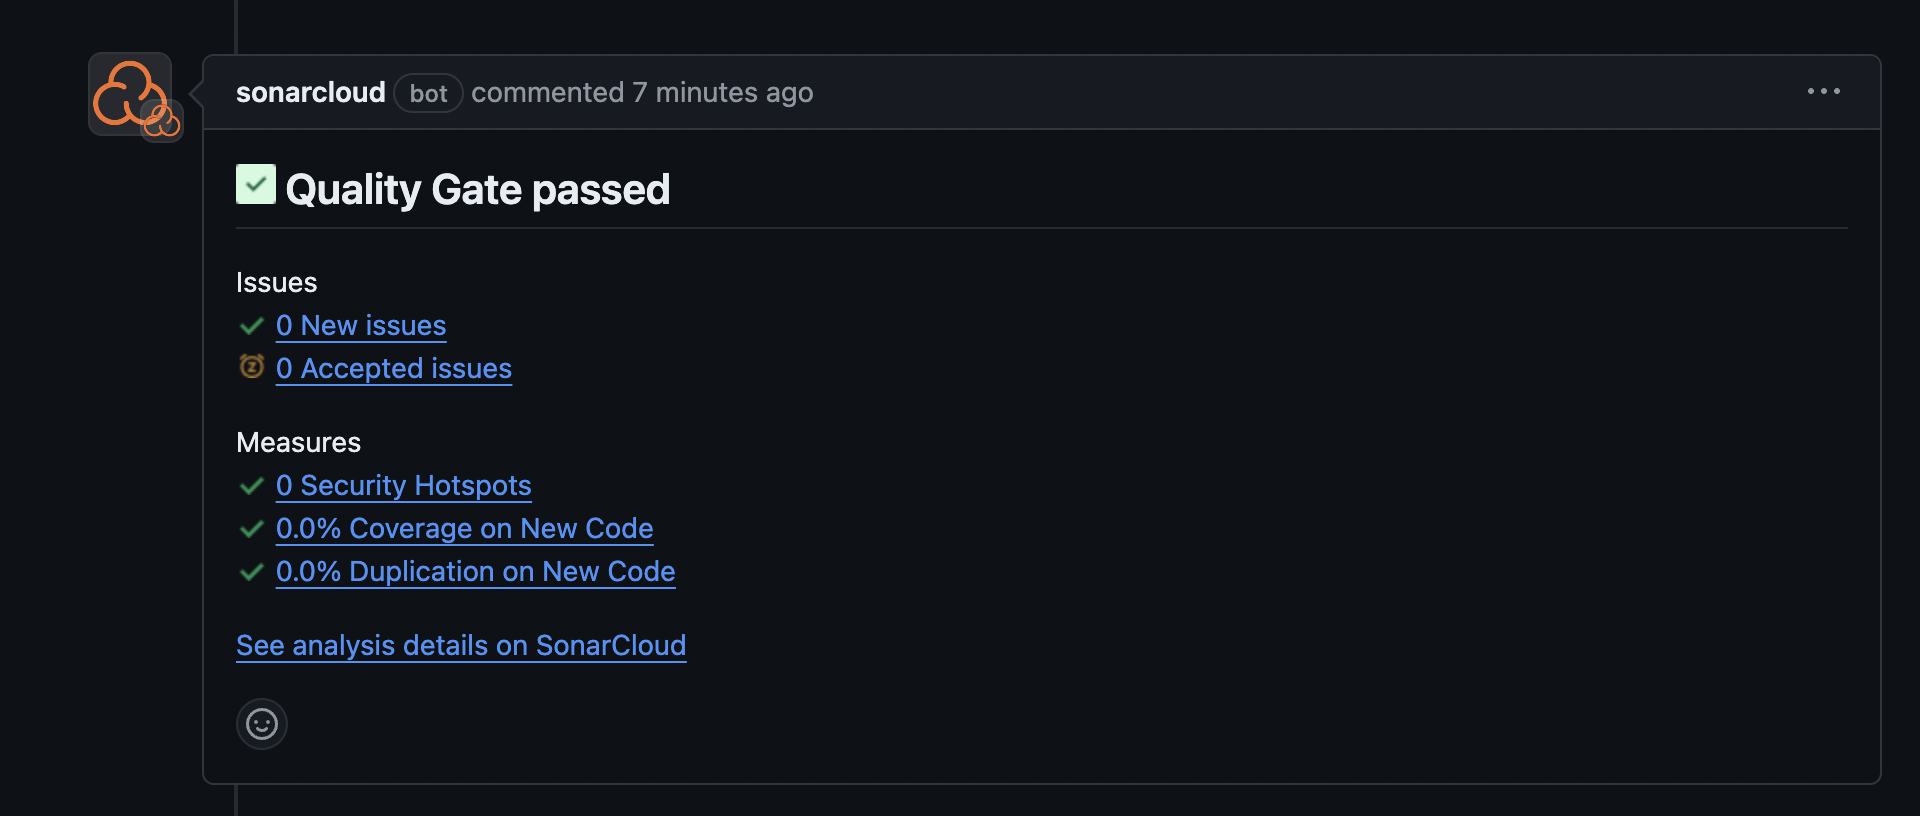 sonarcloud bot commented 7 minutes ago
Quality Gate passed
Issues
0 New issues
0 Accepted issues
Measures
0 Security Hotspots
0.0% Coverage on New Code
0.0% Duplication on New Code
See analysis details on SonarCloud